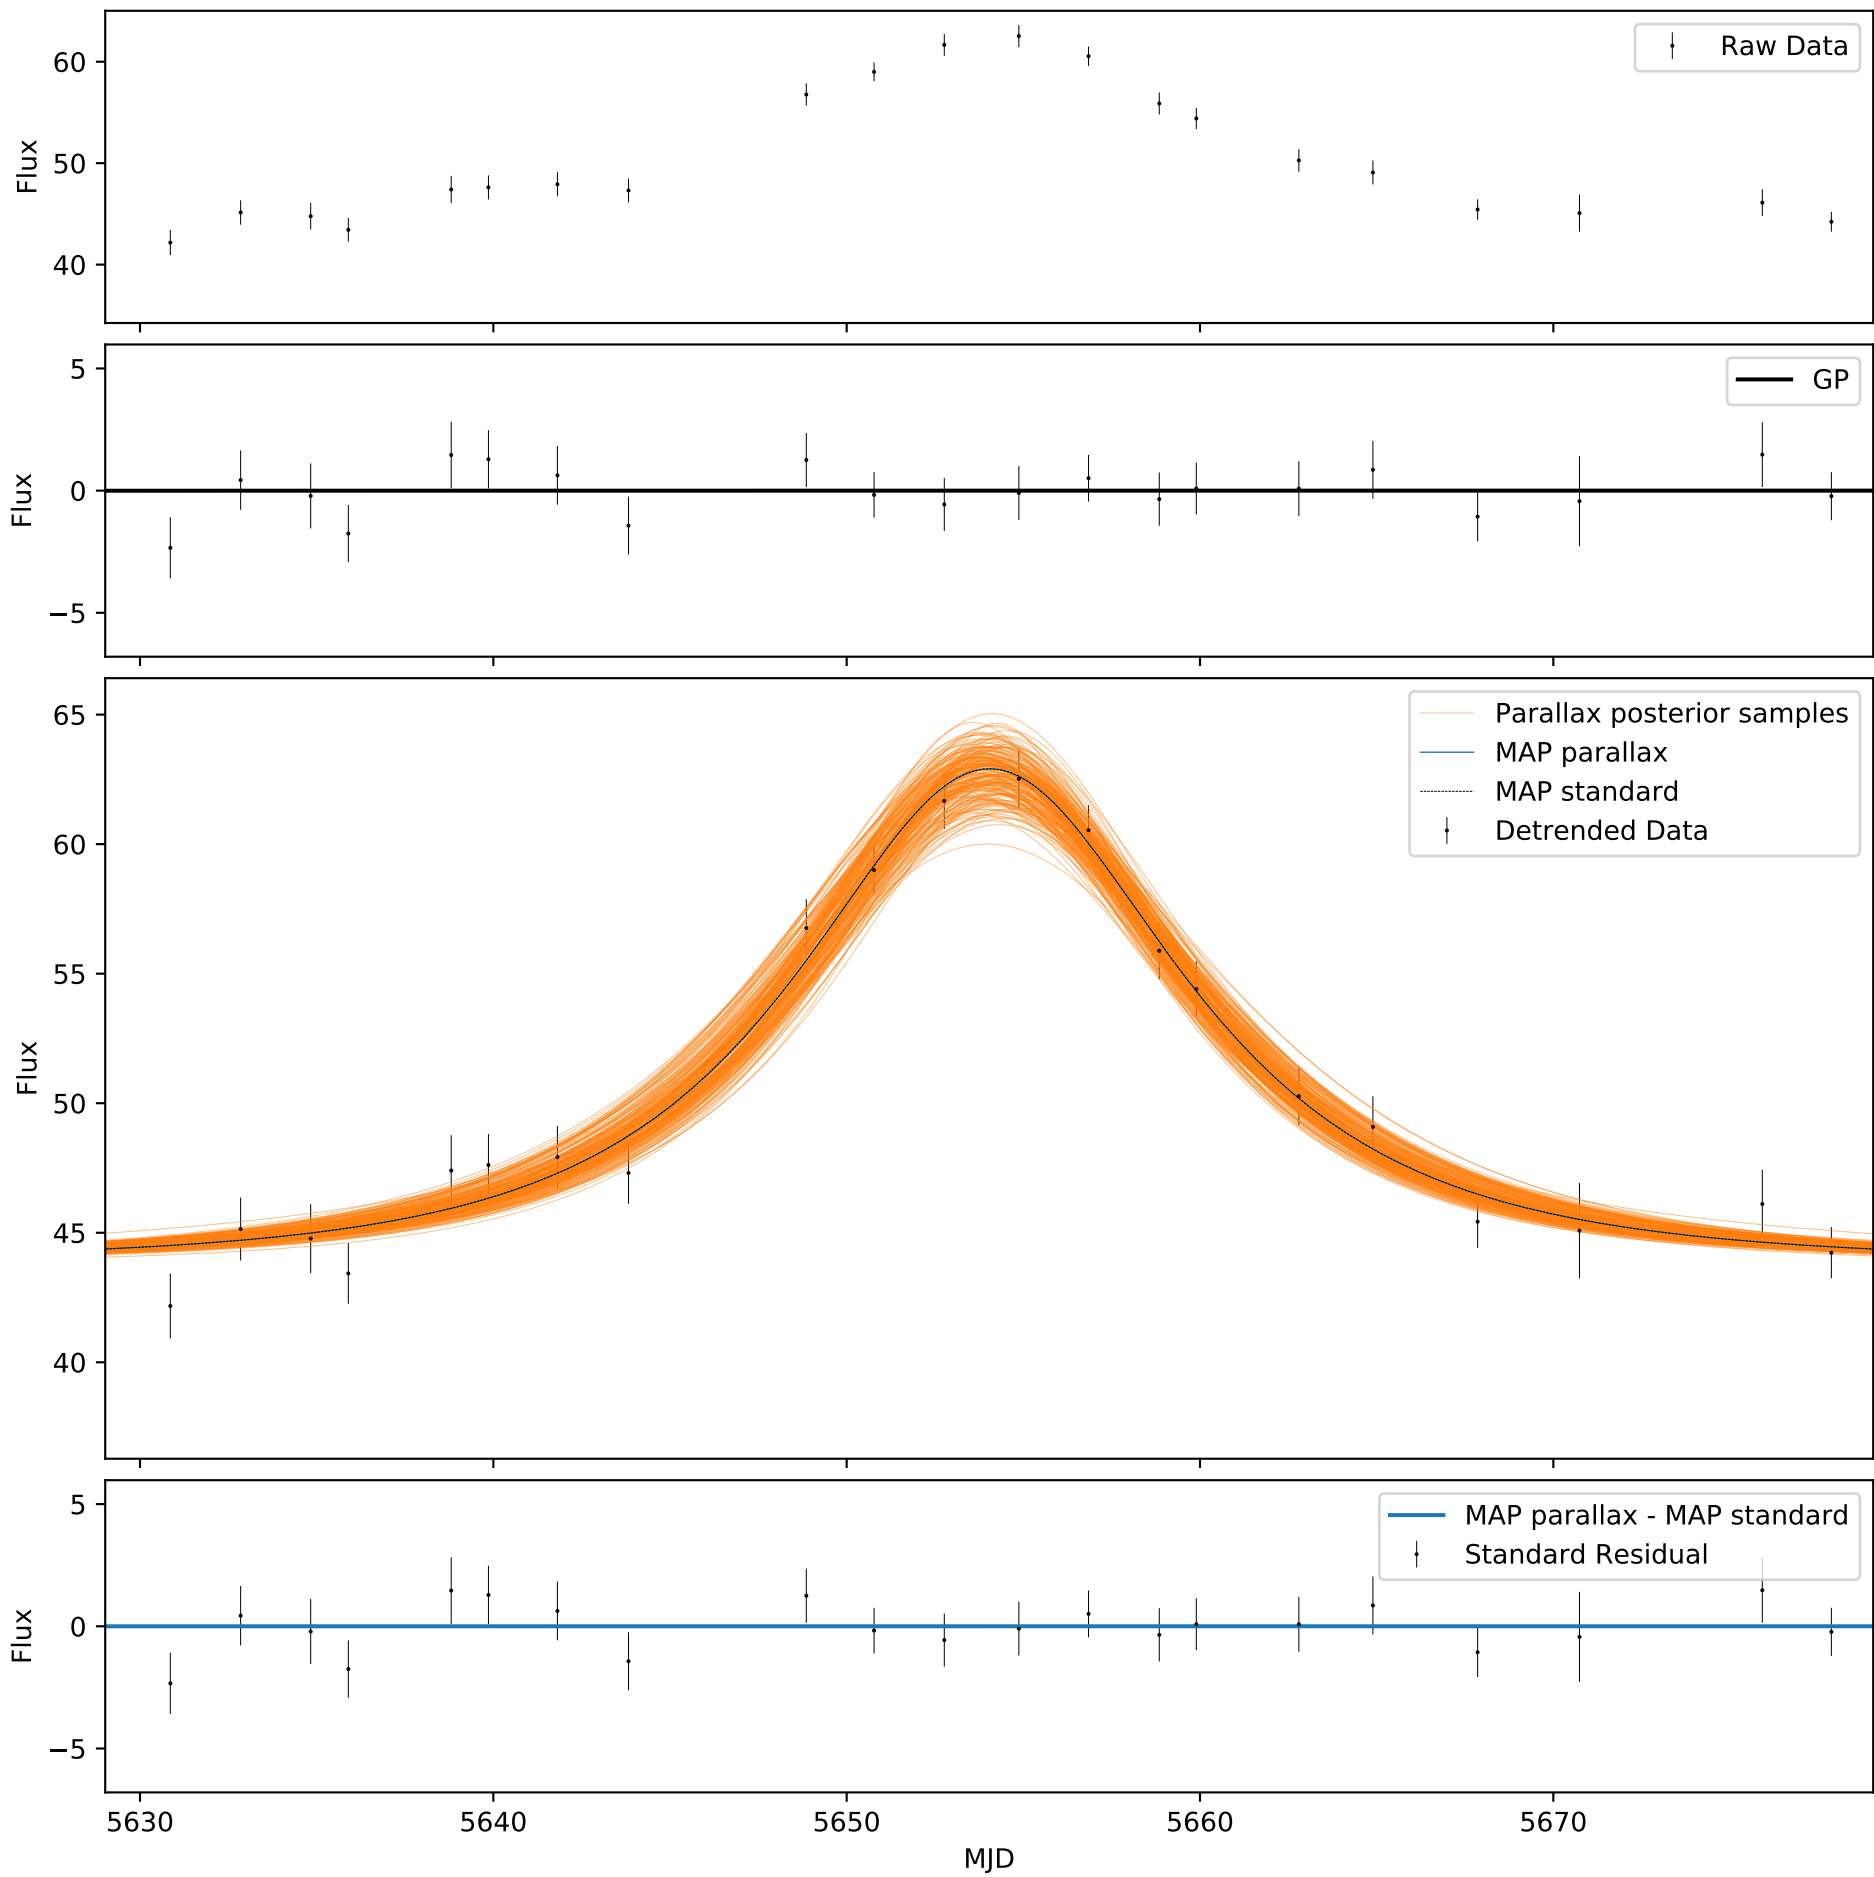 60
50
40
Flux
Raw Data
5
0
−5
Flux
GP
65
60
55
50
45
40
Flux
Parallax posterior samples
MAP parallax
MAP standard
Detrended Data
5
0
−5
Flux
MAP parallax - MAP standard
Standard Residual
5630 5640 5650 5660 5670
MJD